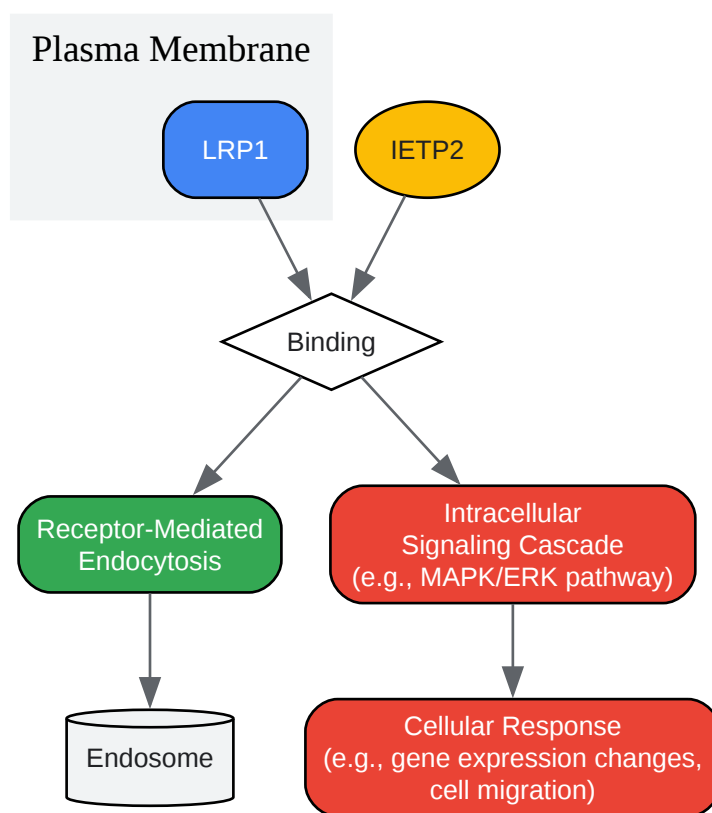 Plasma Membrane
LRP1
IETP2
Binding
Receptor-Mediated
Endocytosis
Intracellular
Signaling Cascade
(e.g., MAPK/ERK pathway)
Endosome
Cellular Response
(e.g., gene expression changes,
cell migration)